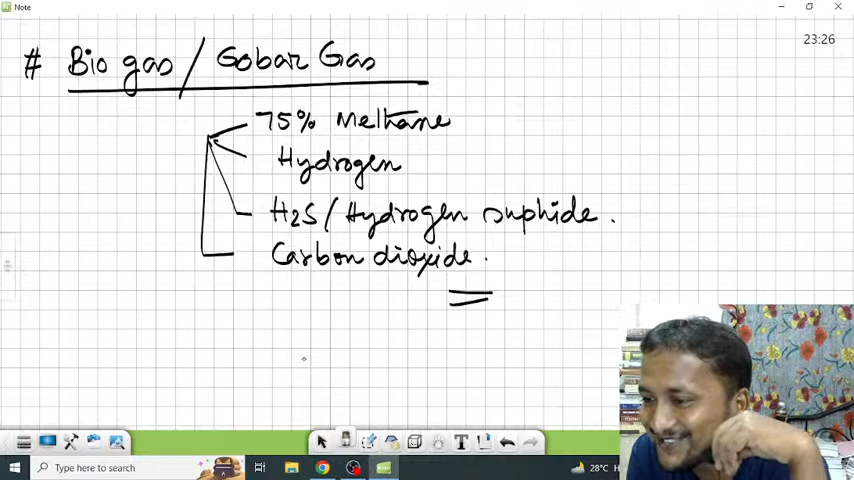 Note
23:26
# Bio gas / Gobar Gas
75% Methane
Hydrogen
H2S / Hydrogen suphide.
Carbon dioxide.
Type here to search
28°C H